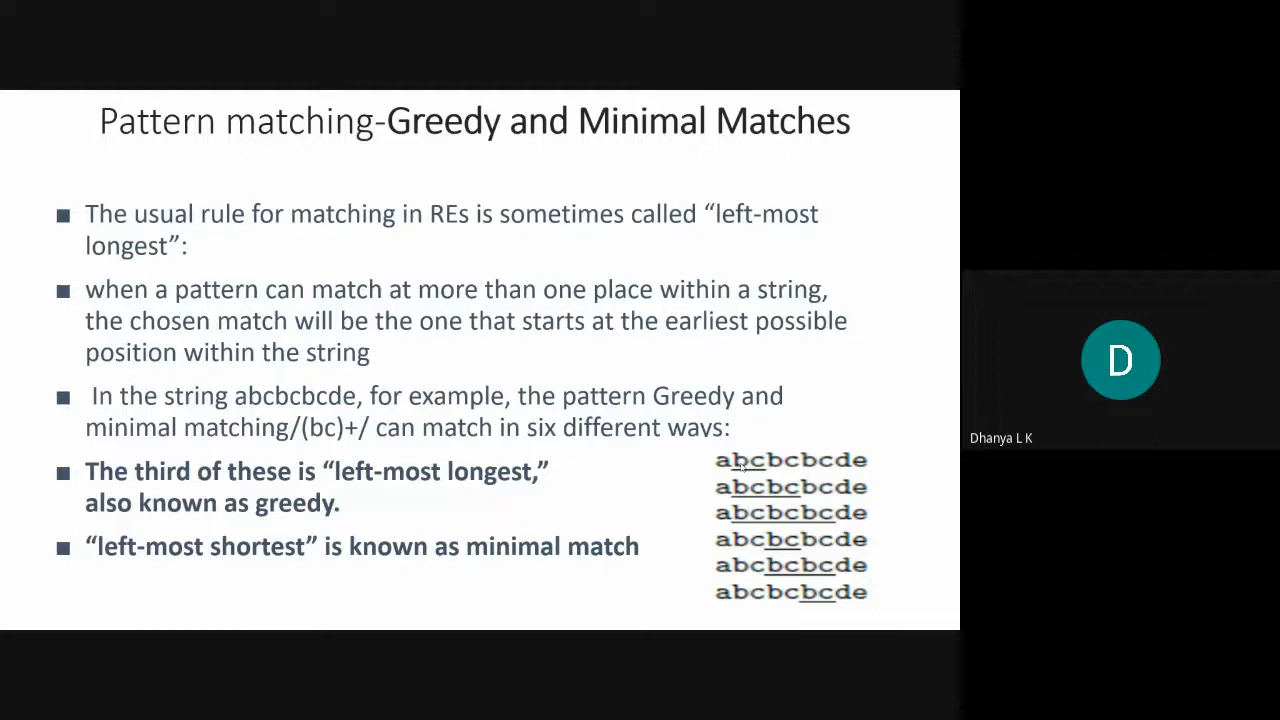 Pattern matching-Greedy and Minimal Matches
■ The usual rule for matching in REs is sometimes called “left-most
longest”:
■ when a pattern can match at more than one place within a string,
the chosen match will be the one that starts at the earliest possible
position within the string
■ In the string abcbcbcde, for example, the pattern Greedy and
minimal matching/(bc)+/ can match in six different ways:
■ The third of these is “left-most longest,”
also known as greedy.
■ “left-most shortest” is known as minimal match
abcbcbcde
abcbcbcde
abcbcbcde
abcbcbcde
abcbcbcde
abcbcbcde
D
Dhanya L K